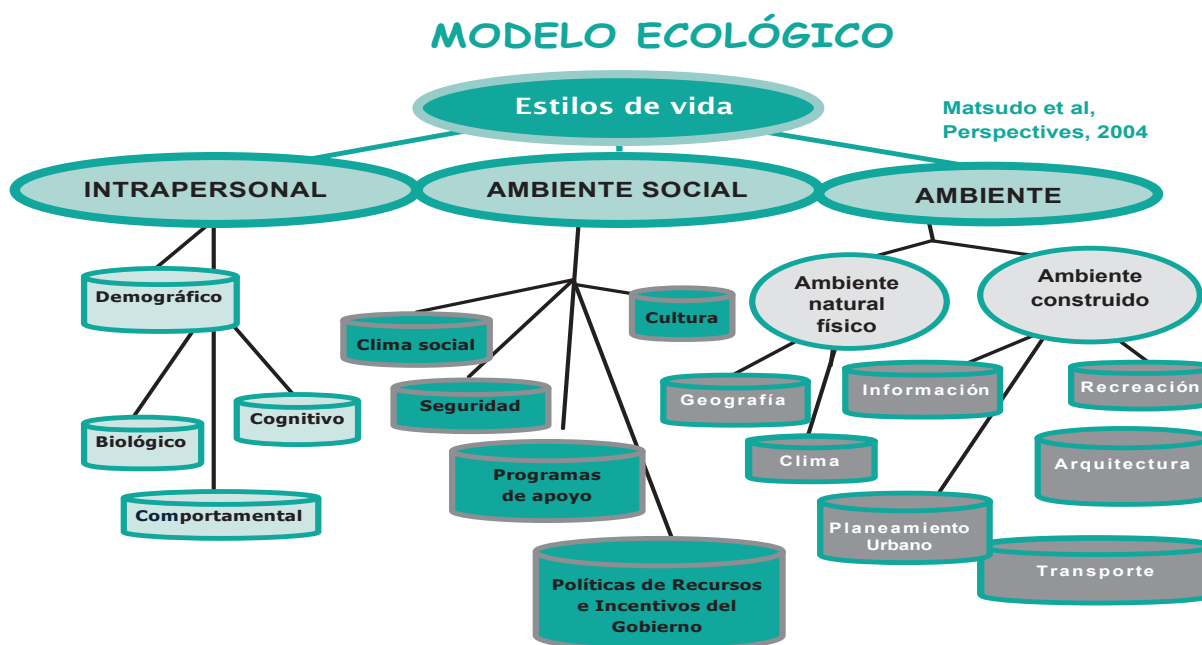 MODELO ECOLÓGICO
Estilos de vida
Matsudo et al,
Perspectives, 2004
INTRAPERSONAL
AMBIENTE SOCIAL
AMBIENTE
Demográfico
Biológico
Cognitivo
Comportamental
Clima social
Cultura
Seguridad
Programas
de apoyo
Políticas de Recursos
e Incentivos del
Gobierno
Ambiente
natural
físico
Ambiente
construido
Geografía
Clima
Información
Recreación
Arquitectura
Planeamiento
Urbano
Transporte